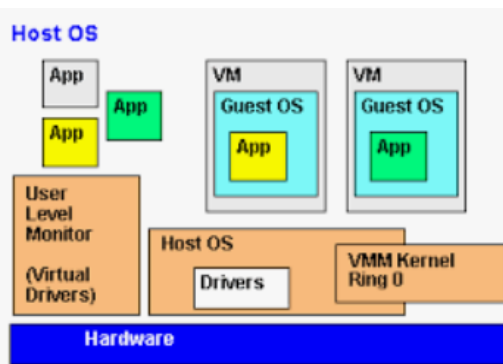 Host OS
App
App
App
VM
Guest OS
App
VM
Guest OS
App
User
Level
Monitor
(Virtual
Drivers)
Host OS
Drivers
VMM Kernel
Ring 0
Hardware